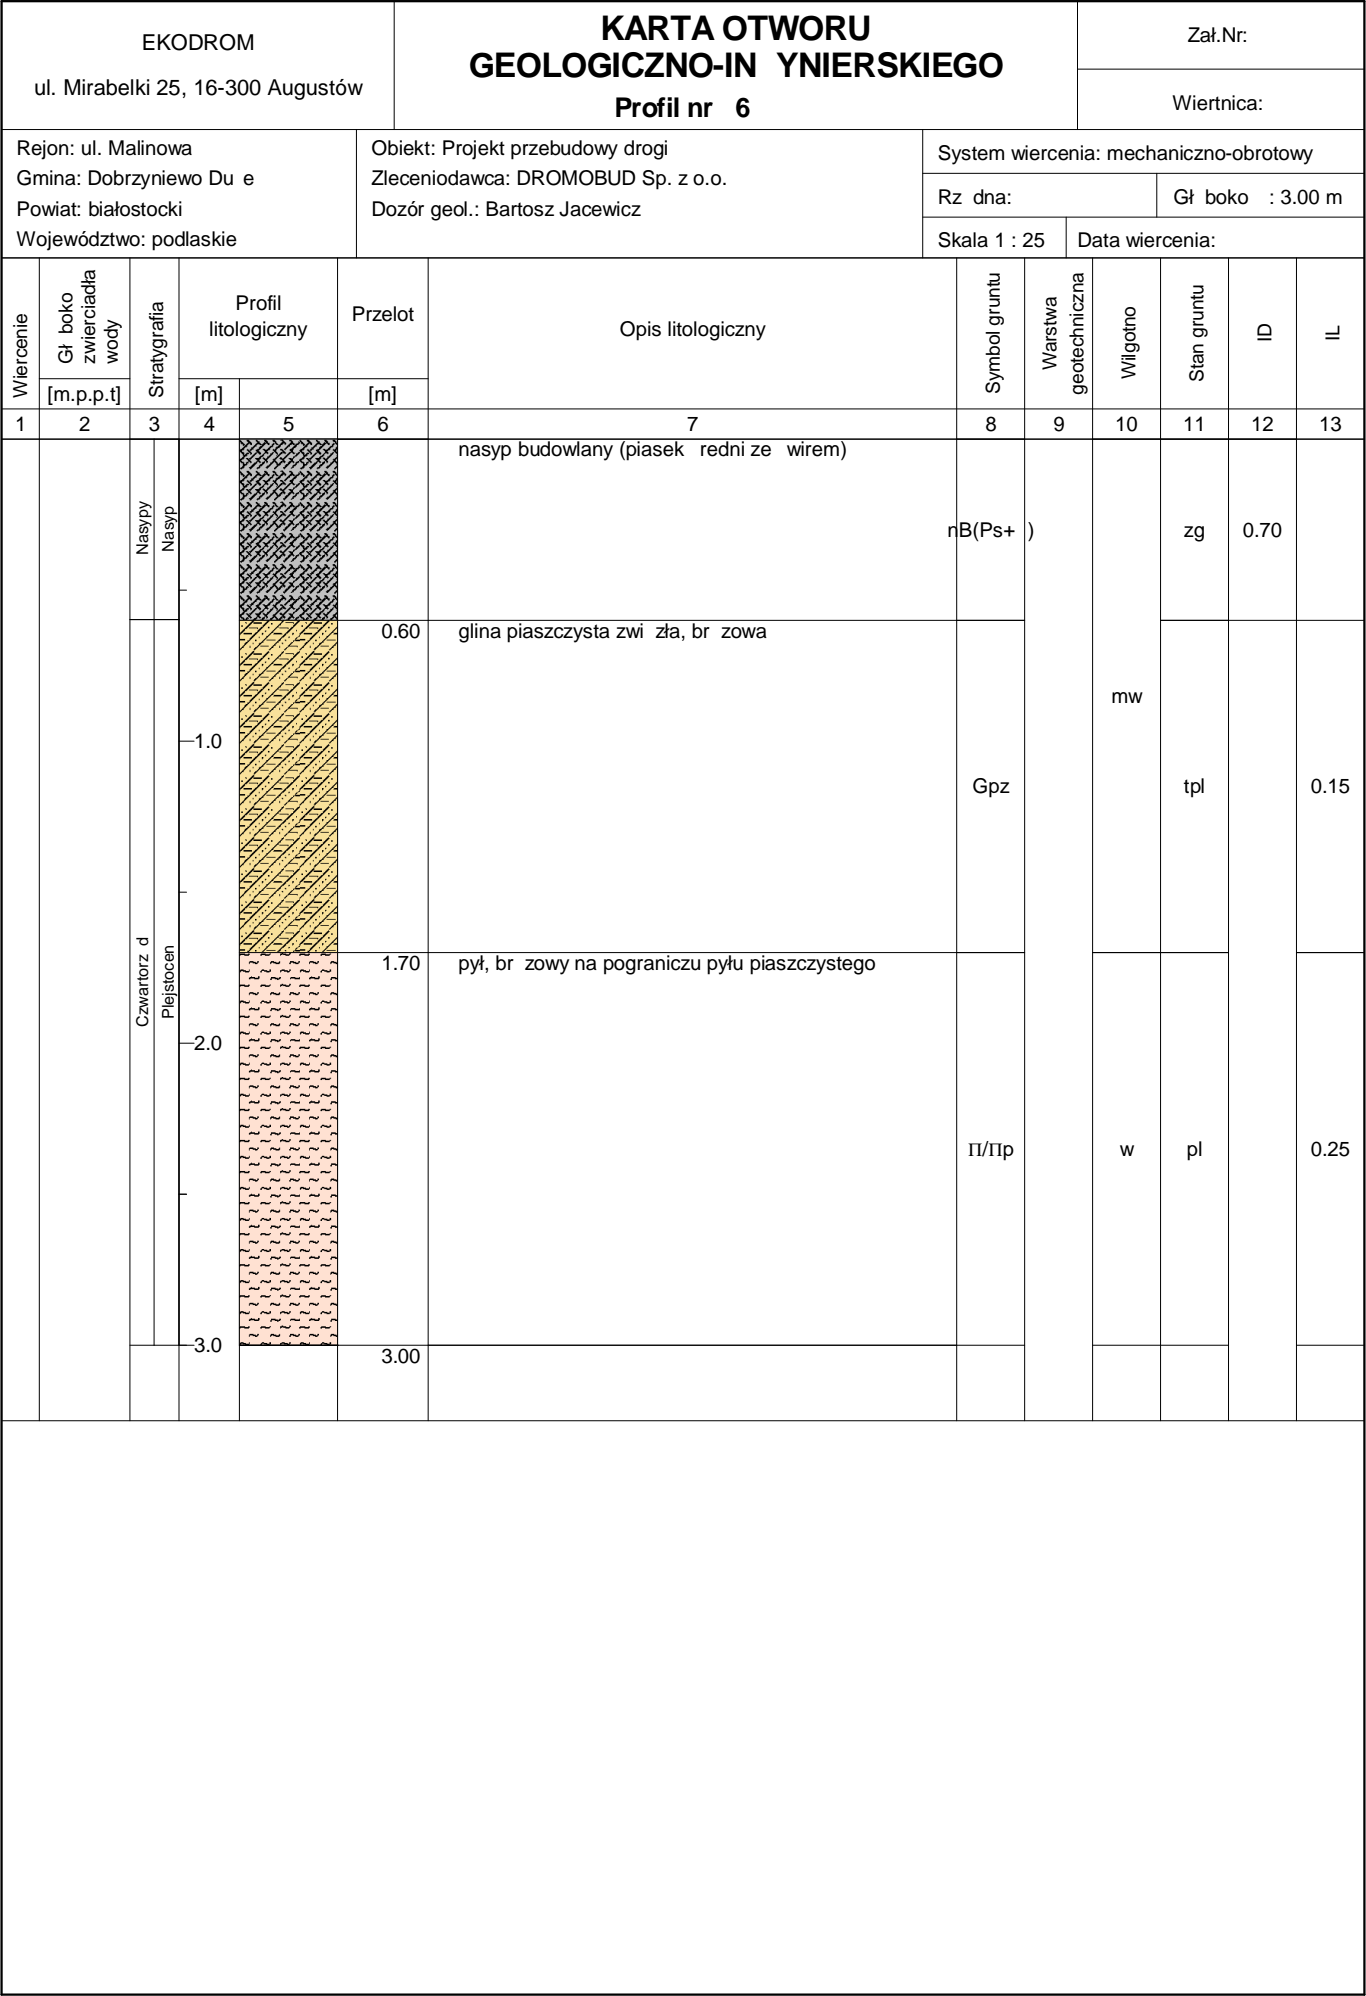 EKODROM
ul. Mirabelki 25, 16-300 Augustów
KARTA OTWORU
GEOLOGICZNO-IN YNIERSKIEGO
Profil nr 6
Zał.Nr:
Wiertnica:
Rejon: ul. Malinowa
Gmina: Dobrzyniewo Du e
Powiat: białostocki
Województwo: podlaskie
Obiekt: Projekt przebudowy drogi
Zleceniodawca: DROMOBUD Sp. z o.o.
Dozór geol.: Bartosz Jacewicz
System wiercenia: mechaniczno-obrotowy
Rz dna:
Gł boko : 3.00 m
Skala 1 : 25
Data wiercenia:
Wiercenie
Gł boko
zwierciadła
wody
[m.p.p.t]
Stratygrafia
Profil
litologiczny
[m]
Przelot
[m]
Opis litologiczny
Symbol gruntu
Warstwa
geotechniczna
Wilgotno
Stan gruntu
ID
IL
1 2 3 4 5 6 7 8 9 10 11 12 13
Nasypy
Nasyp
nasyp budowlany (piasek redni ze wirem)
nB(Ps+ )
zg
0.70
0.60
glina piaszczysta zwi zła, br zowa
mw
1.0
Gpz
tpl
0.15
1.70
pył, br zowy na pograniczu pyłu piaszczystego
Czwartorz d
Plejstocen
2.0
Π/Πp
w
pl
0.25
3.0
3.00